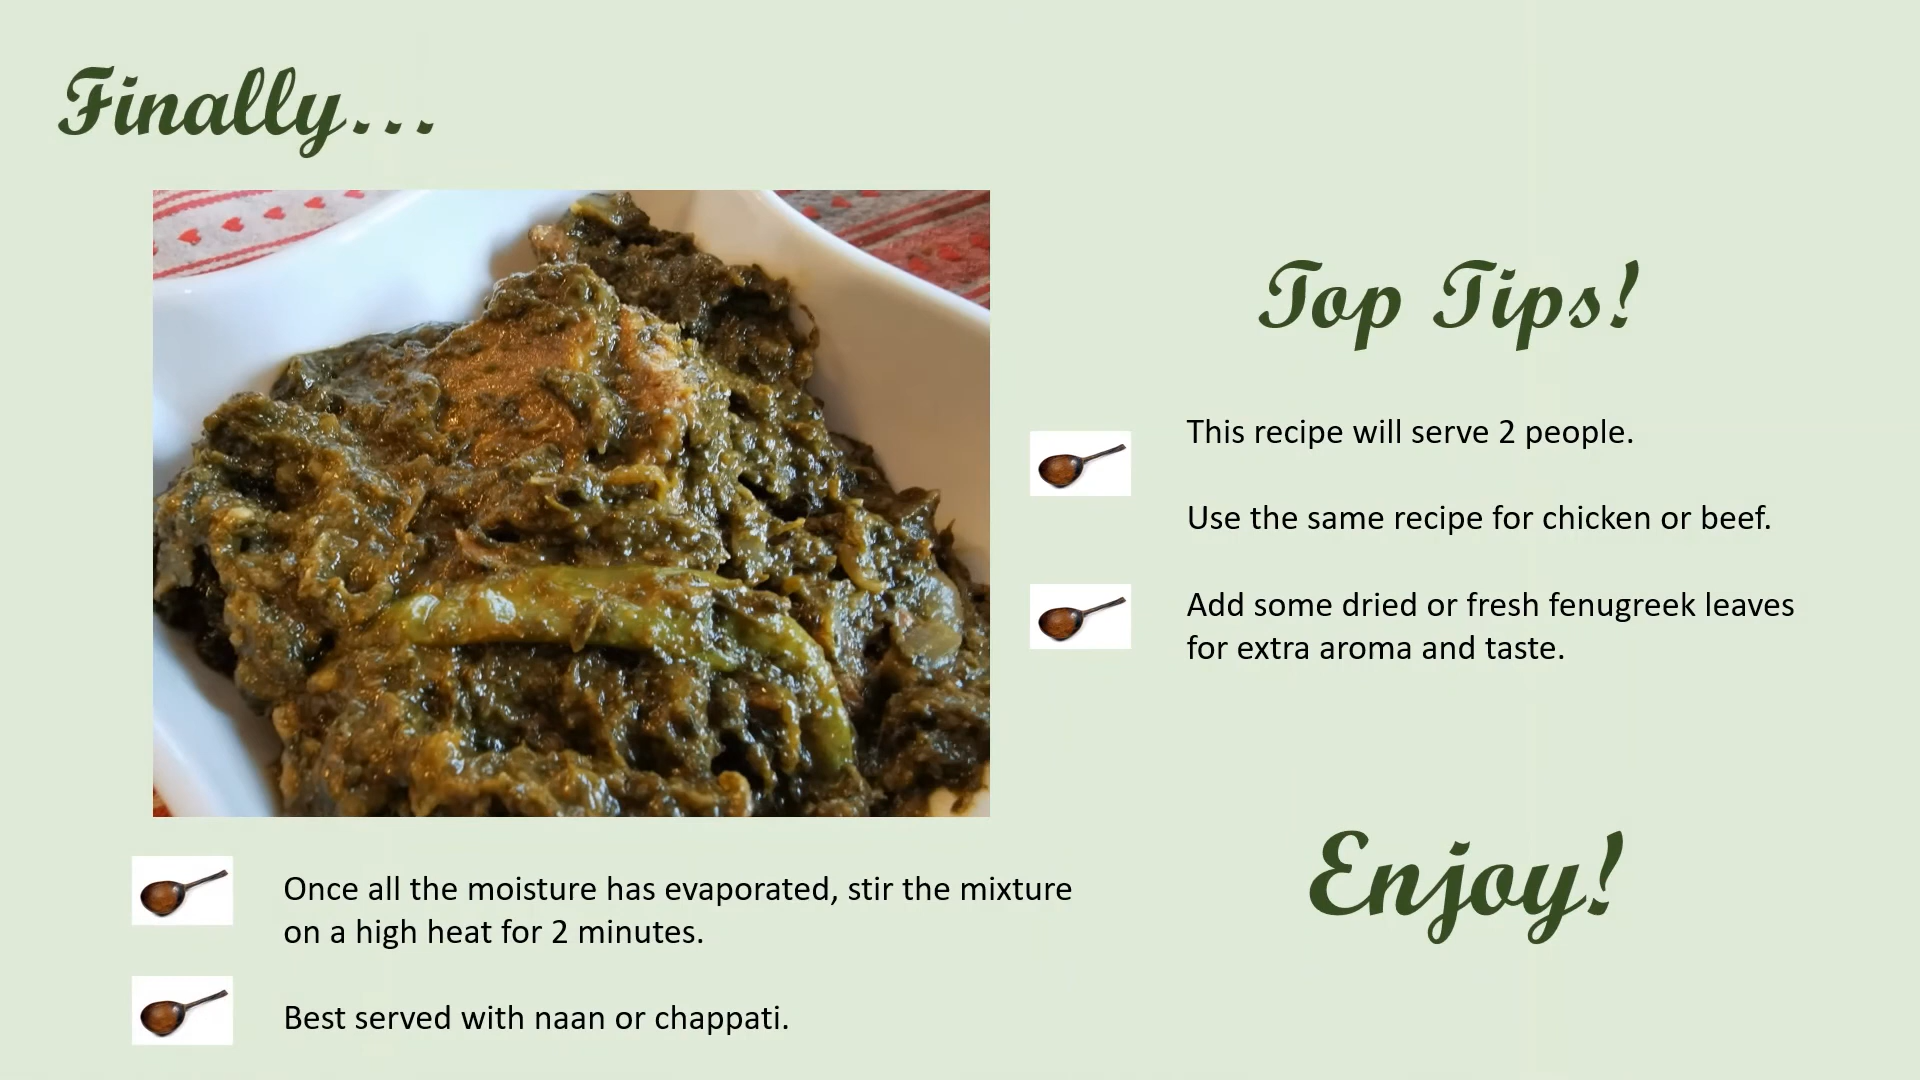 Finally...
Top Tips!
This recipe will serve 2 people.
Use the same recipe for chicken or beef.
Add some dried or fresh fenugreek leaves
for extra aroma and taste.
Once all the moisture has evaporated, stir the mixture
on a high heat for 2 minutes.
Best served with naan or chappati.
Enjoy!